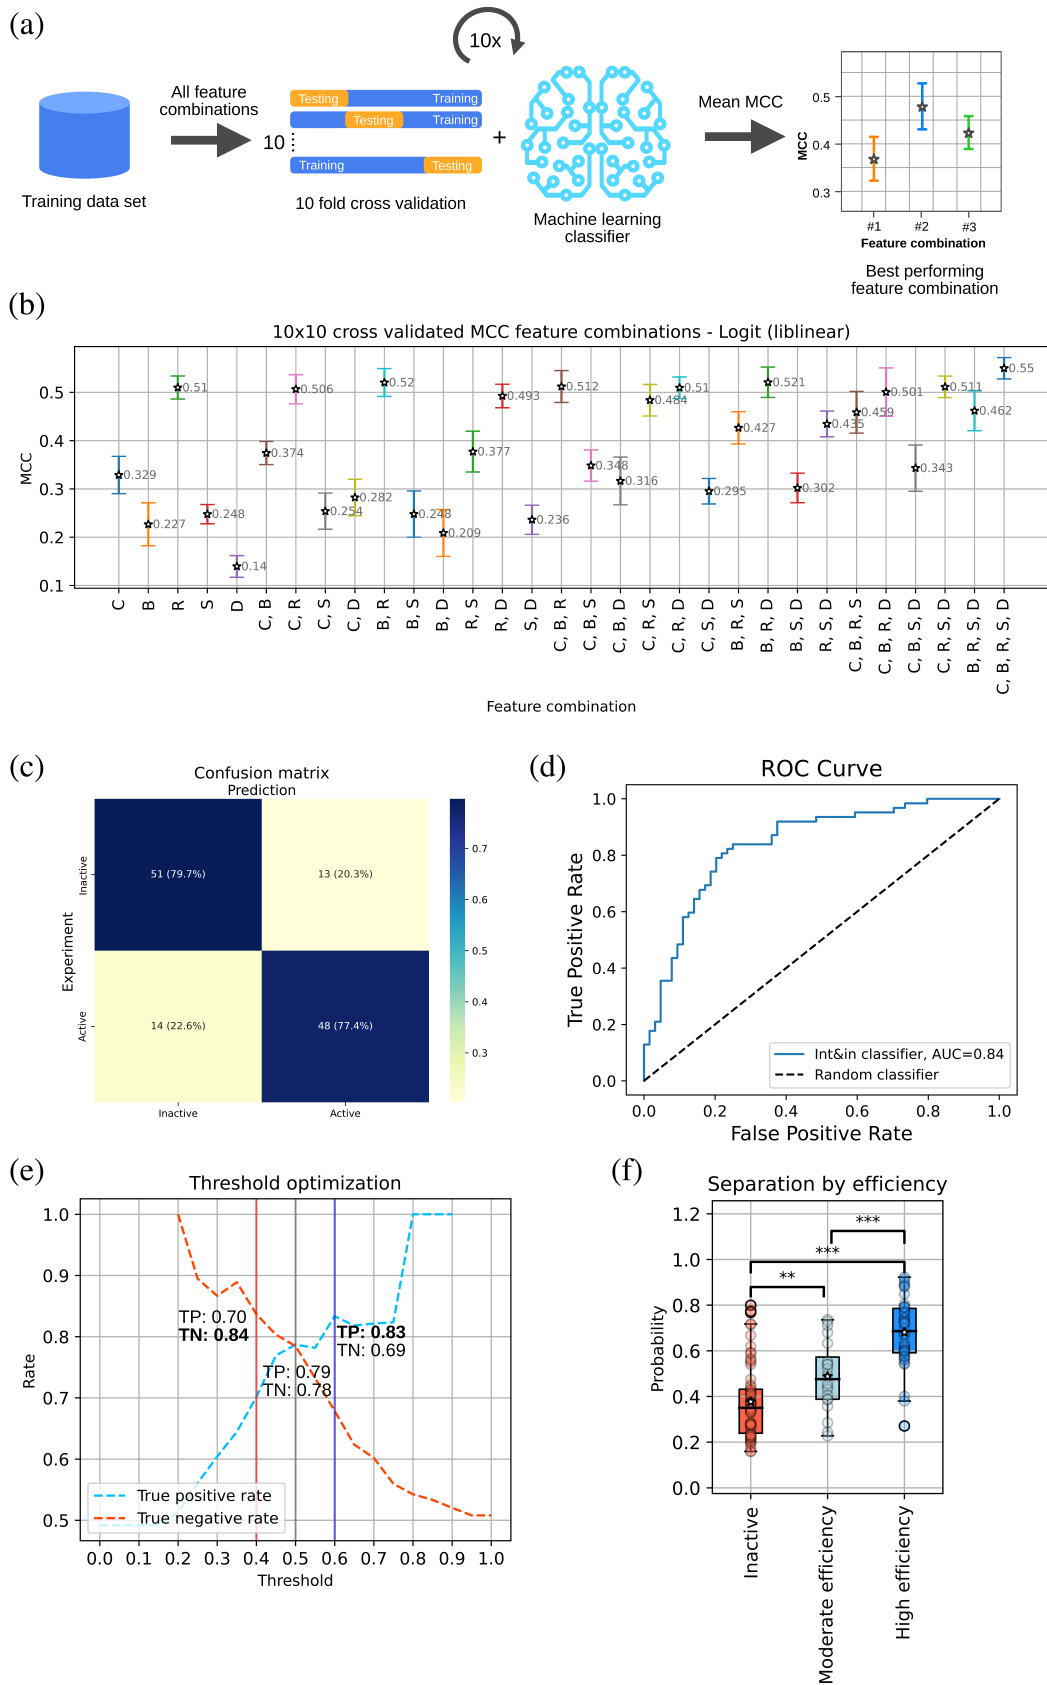 (a)
10x
All feature
combinations
Testing Training
Testing Training
10
Training Testing
+
Mean MCC
Training data set
10 fold cross validation
Machine learning
classifier
0.5
0.4
0.3
MCC
#1 #2 #3
Feature combination
Best performing
feature combination
(b)
10x10 cross validated MCC feature combinations - Logit (liblinear)
MCC
0.5
0.4
0.3
0.2
0.1
0.329
0.227
0.51
0.248
0.14
0.374
0.506
0.254
0.282
0.52
0.248
0.209
0.377
0.493
0.236
0.512
0.348
0.316
0.484
0.51
0.295
0.427
0.521
0.302
0.435
0.459
0.501
0.343
0.511
0.462
0.55
C
B
R
S
D
C, B
C, R
C, S
C, D
B, R
B, S
B, D
R, S
R, D
S, D
C, B, R
C, B, S
C, B, D
C, R, S
C, R, D
C, S, D
B, R, S
B, R, D
B, S, D
R, S, D
C, B, R, S
C, B, R, D
C, B, S, D
C, R, S, D
B, R, S, D
C, B, R, S, D
Feature combination
(c)
Confusion matrix
Prediction
Experiment
Inactive
Active
51 (79.7%) 13 (20.3%)
14 (22.6%) 48 (77.4%)
Inactive Active
0.7
0.6
0.5
0.4
0.3
(d)
ROC Curve
True Positive Rate
1.0
0.8
0.6
0.4
0.2
0.0
Int&in classifier, AUC=0.84
Random classifier
0.0 0.2 0.4 0.6 0.8 1.0
False Positive Rate
(e)
Threshold optimization
Rate
1.0
0.9
0.8
0.7
0.6
0.5
TP: 0.70
TN: 0.84
TP: 0.79
TN: 0.78
TP: 0.83
TN: 0.69
True positive rate
True negative rate
0.0 0.1 0.2 0.3 0.4 0.5 0.6 0.7 0.8 0.9 1.0
Threshold
(f)
Separation by efficiency
Probability
1.2
1.0
0.8
0.6
0.4
0.2
0.0
***
***
**
Inactive
Moderate efficiency
High efficiency